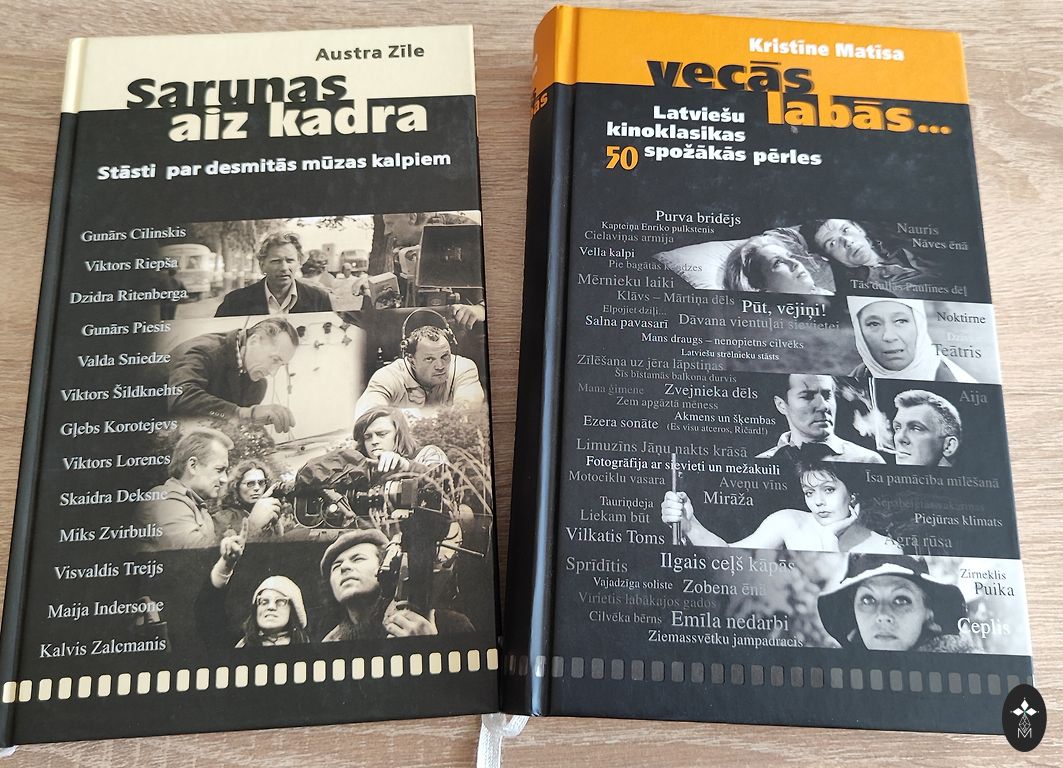 Austra Zīle
Sarunas
aiz kadra
Stāsti par desmitās mūzas kalpiem
Gunārs Cilinskis
Viktors Riepša
Dzidra Ritenberga
Gunārs Piesis
Valda Sniedze
Viktors Šildknehts
Gļebs Korotejevs
Viktors Lorencs
Skaidra Deksne
Miks Zvirbulis
Visvaldis Treijs
Maija Indersone
Kalvis Zalcmanis
Kristīne Matīsa
vecās
labās...
Latviešu
kinoklasikas
50 spožākās pērles
Purva bridējs
Kapteiņa Enriko pulkstenis
Cielaviņas armija
Nauris
Nāves ēnā
Vella kalpi
Pie bagātās kundzes
Tās dullās Paulīnes dēļ
Mērnieku laiki
Klāvs – Mārtiņa dēls
Pūt, vējiņi!
Elpojiet dziļi...
Noktirne
Salna pavasarī
Dāvana vientuļai sievietei
Mans draugs – nenopietns cilvēks
Teātris
Latviešu strēlnieku stāsts
Zīlēšana uz jēra lāpstiņas
Šīs bīstamās balkona durvis
Mana ģimene
Zvejnieka dēls
Aija
Zem apgāztā mēness
Akmens un šķembas
Ezera sonāte
(Es visu atceros, Ričard!)
Limuzīns Jāņu nakts krāsā
Fotogrāfija ar sievieti un mežakuili
Motociklu vasara
Aveņu vīns
Īsa pamācība mīlēšanā
Mirāža
Tauriņdeja
Liekam būt
Piejūras klimats
Vilkatis Toms
Agrā rūsa
Ilgais ceļš kāpās
Sprīdītis
Zirneklis
Vajadzīga soliste
Zobena ēnā
Puika
Vīrietis labākajos gados
Cilvēka bērns
Emīla nedarbi
Ceplis
Ziemassvētku jampadracis
M